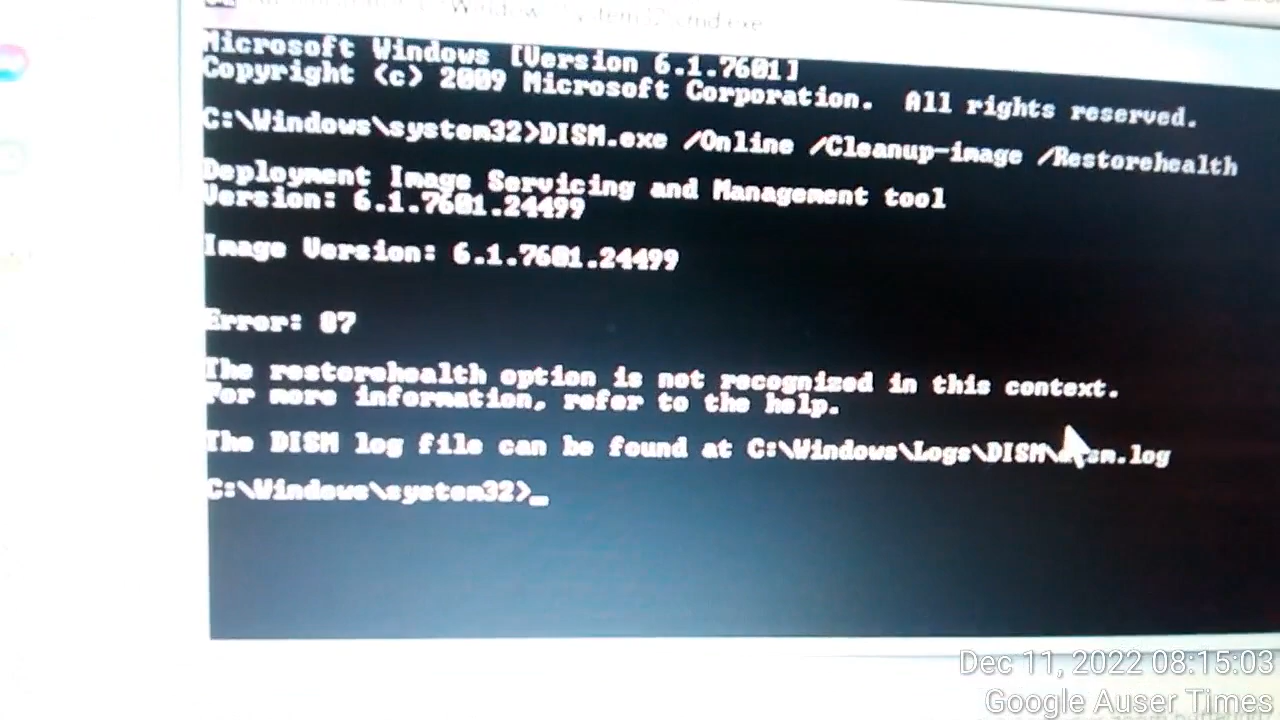 Microsoft Windows [Version 6.1.7601]
Copyright (c) 2009 Microsoft Corporation.  All rights reserved.
C:\Windows\system32>DISM.exe /Online /Cleanup-image /Restorehealth
Deployment Image Servicing and Management tool
Version: 6.1.7601.24499
Image Version: 6.1.7601.24499
Error: 87
The restorehealth option is not recognized in this context.
For more information, refer to the help.
The DISM log file can be found at C:\Windows\Logs\DISM\dism.log
C:\Windows\system32>_
Dec 11, 2022 08:15:03
Google Auser Times